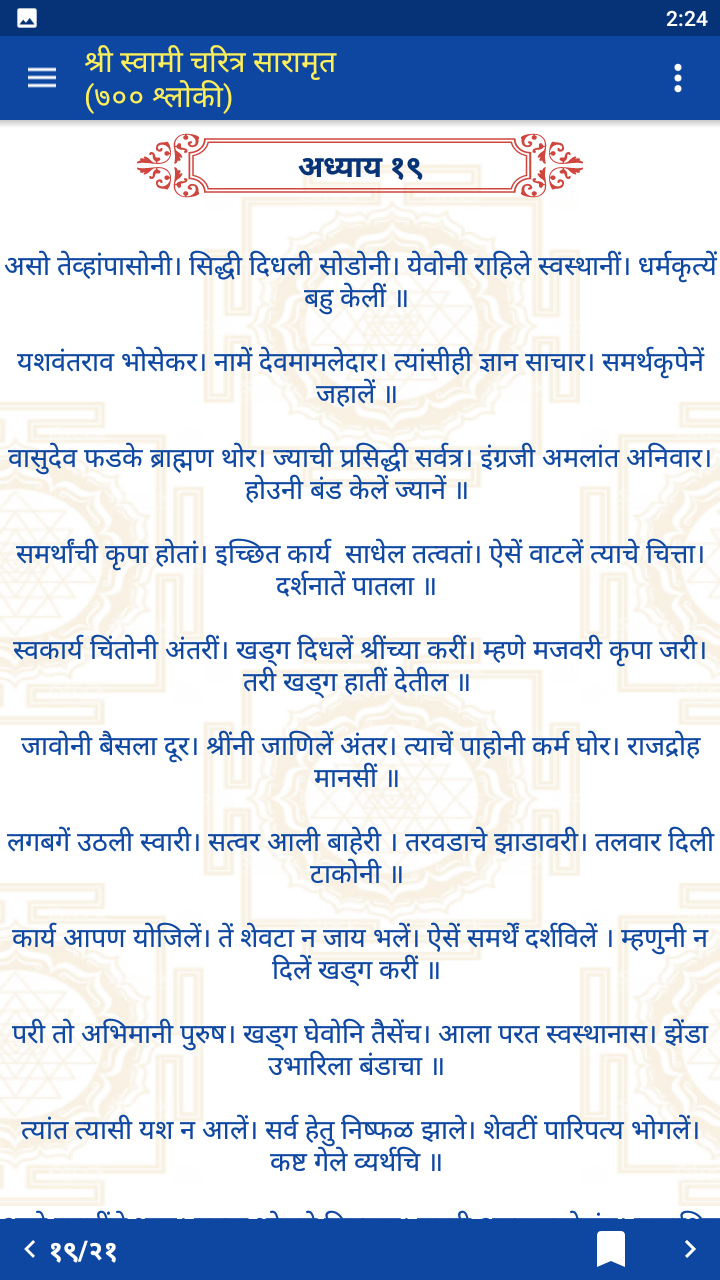 2:24
श्री स्वामी चरित्र सारामृत
(७०० श्लोकी)
अध्याय १९
असो तेव्हांपासोनी। सिद्धी दिधली सोडोनी। येवोनी राहिले स्वस्थानीं। धर्मकृत्यें
बहु केलीं ॥
यशवंतराव भोसेकर। नामें देवमामलेदार। त्यांसीही ज्ञान साचार। समर्थकृपेनें
जहालें ॥
वासुदेव फडके ब्राह्मण थोर। ज्याची प्रसिद्धी सर्वत्र। इंग्रजी अमलांत अनिवार।
होउनी बंड केलें ज्यानें ॥
समर्थांची कृपा होतां। इच्छित कार्य  साधेल तत्वतां। ऐसें वाटलें त्याचे चित्ता।
दर्शनातें पातला ॥
स्वकार्य चिंतोनी अंतरीं। खड्ग दिधलें श्रींच्या करीं। म्हणे मजवरी कृपा जरी।
तरी खड्ग हातीं देतील ॥
जावोनी बैसला दूर। श्रींनी जाणिलें अंतर। त्याचें पाहोनी कर्म घोर। राजद्रोह
मानसीं ॥
लगबगें उठली स्वारी। सत्वर आली बाहेरी । तरवडाचे झाडावरी। तलवार दिली
टाकोनी ॥
कार्य आपण योजिलें। तें शेवटा न जाय भलें। ऐसें समर्थें दर्शविलें । म्हणुनी न
दिलें खड्ग करीं ॥
परी तो अभिमानी पुरुष। खड्ग घेवोनि तैसेंच। आला परत स्वस्थानास। झेंडा
उभारिला बंडाचा ॥
त्यांत त्यासी यश न आलें। सर्व हेतु निष्फळ झाले। शेवटीं पारिपत्य भोगलें।
कष्ट गेले व्यर्थचि ॥
१९/२१